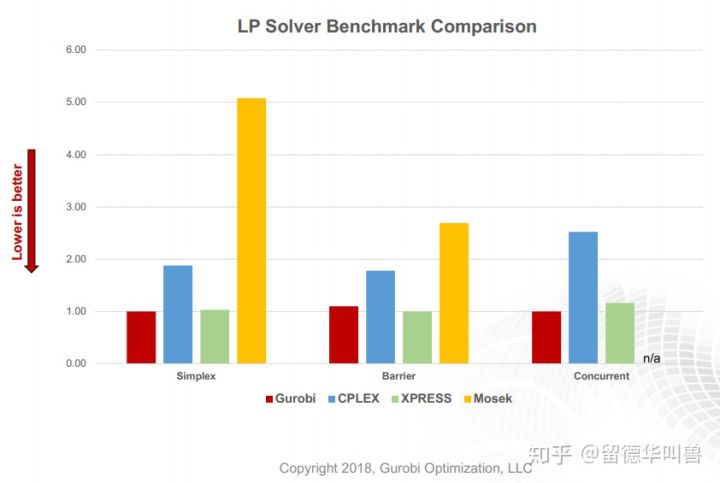 LP Solver Benchmark Comparison
6.00
5.00
4.00
3.00
2.00
1.00
0.00
Lower is better
n/a
Simplex
Barrier
Concurrent
Gurobi
CPLEX
XPRESS
Mosek
知乎 @留德华叫兽
Copyright 2018, Gurobi Optimization, LLC